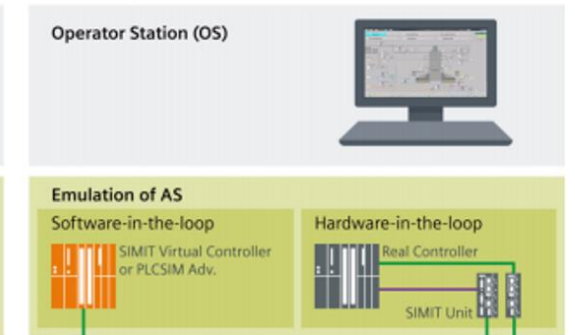 Operator Station (OS)
Emulation of AS
Software-in-the-loop
SIMIT Virtual Controller
or PLCSIM Adv.
Hardware-in-the-loop
Real Controller
SIMIT Unit